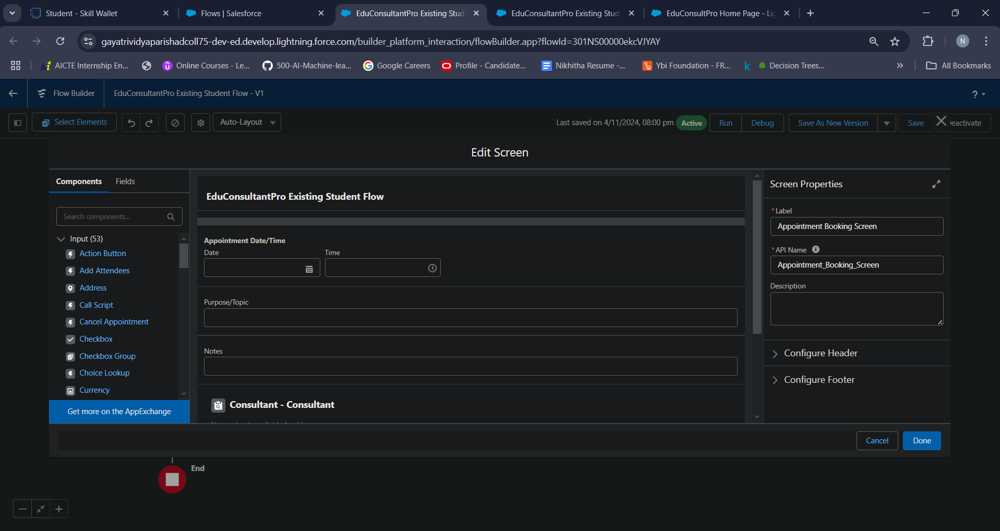 Student - Skill Wallet
Flows | Salesforce
EduConsultantPro Existing Stud
EduConsultantPro Existing Stud
EduConsultPro Home Page - Lig
gayatrividyaparishadcoll75-dev-ed.develop.lightning.force.com/builder_platform_interaction/flowBuilder.app?flowId=301NS00000ekcVJYAY
N
AICTE Internship En...
Online Courses - Le...
500-AI-Machine-lea...
Google Careers
Profile - Candidate...
Nikhitha Resume -...
Ybi Foundation - FR...
k
Decision Trees...
»
All Bookmarks
Flow Builder
EduConsultantPro Existing Student Flow - V1
?
Select Elements
Auto-Layout
Last saved on 4/11/2024, 08:00 pm
Active
Run
Debug
Save As New Version
Save
eactivate
Edit Screen
Components
Fields
Search components...
Input (53)
Action Button
Add Attendees
Address
Call Script
Cancel Appointment
Checkbox
Checkbox Group
Choice Lookup
Currency
Get more on the AppExchange
EduConsultantPro Existing Student Flow
Appointment Date/Time
Date
Time
Purpose/Topic
Notes
Consultant - Consultant
Screen Properties
* Label
Appointment Booking Screen
* API Name
Appointment_Booking_Screen
Description
Configure Header
Configure Footer
Cancel
Done
End